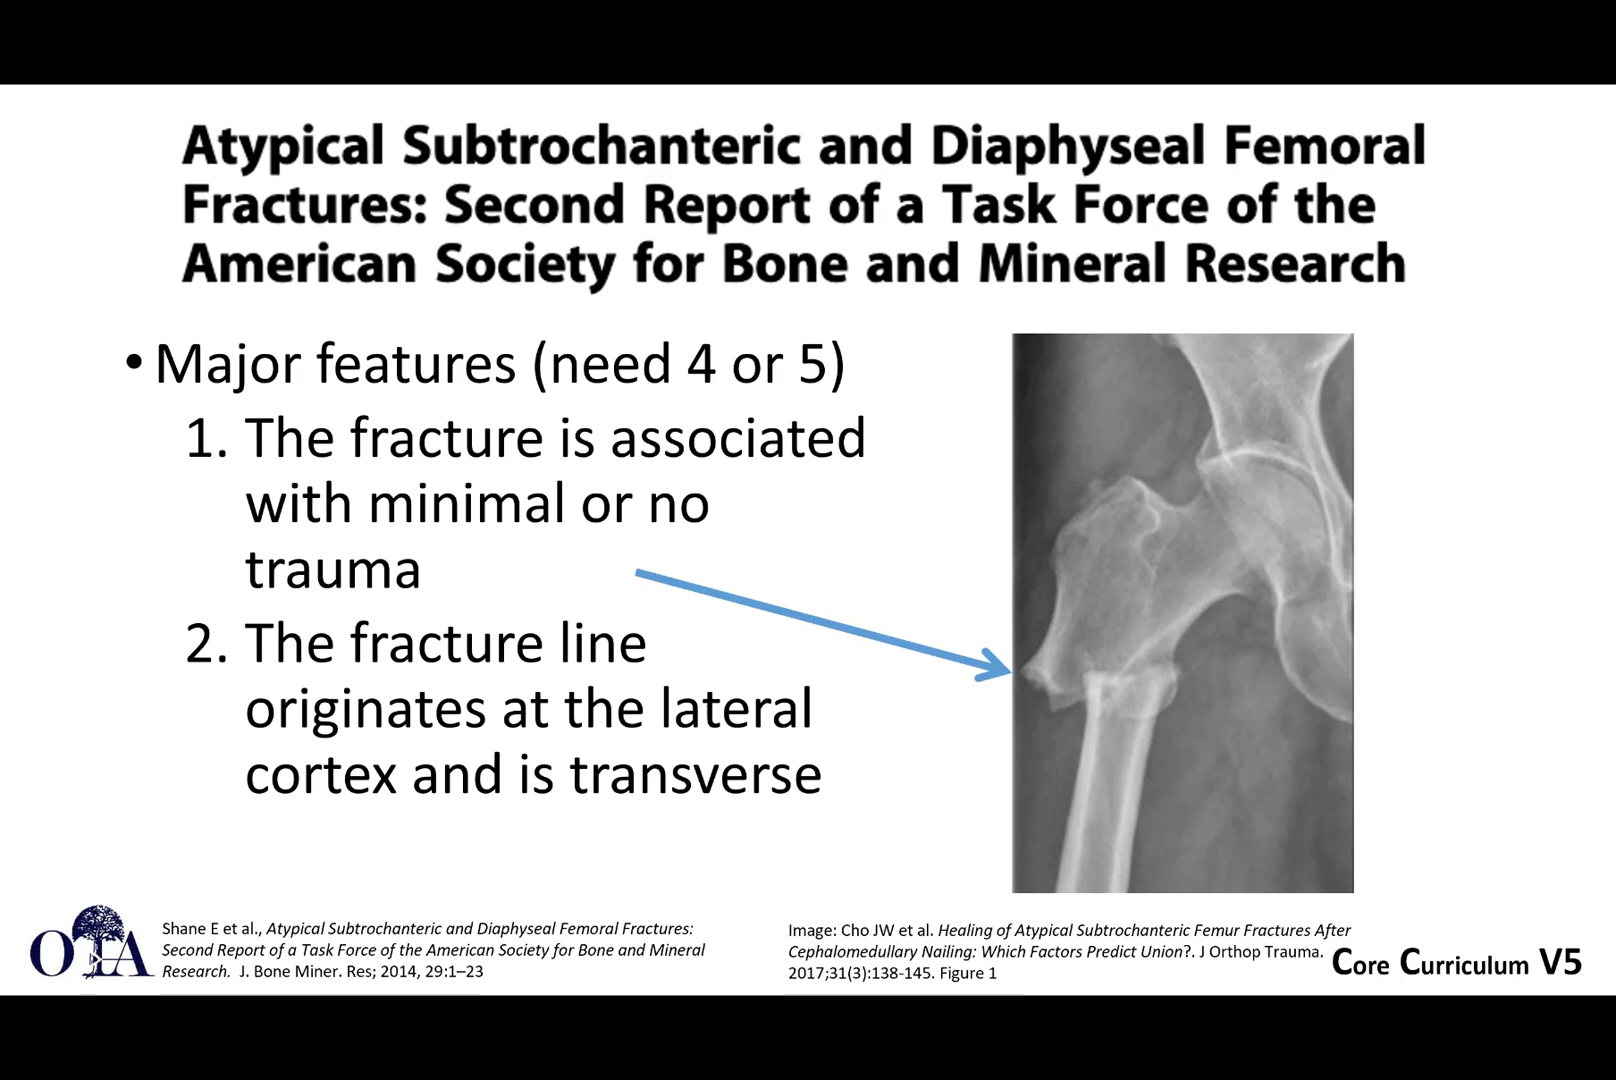 Atypical Subtrochanteric and Diaphyseal Femoral
Fractures: Second Report of a Task Force of the
American Society for Bone and Mineral Research
• Major features (need 4 or 5)
1. The fracture is associated
with minimal or no
trauma
2. The fracture line
originates at the lateral
cortex and is transverse
OTA
Shane E et al., Atypical Subtrochanteric and Diaphyseal Femoral Fractures:
Second Report of a Task Force of the American Society for Bone and Mineral
Research. J. Bone Miner. Res; 2014, 29:1–23
Image: Cho JW et al. Healing of Atypical Subtrochanteric Femur Fractures After
Cephalomedullary Nailing: Which Factors Predict Union?. J Orthop Trauma.
2017;31(3):138-145. Figure 1
Core Curriculum V5